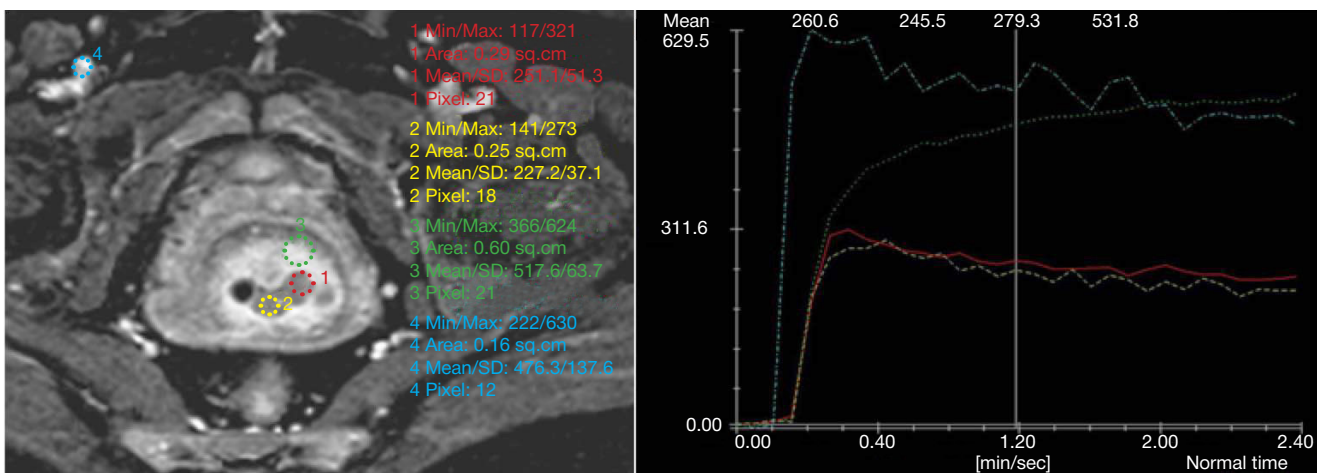 4
3
1
2
1 Min/Max: 117/321
1 Area: 0.29 sq.cm
1 Mean/SD: 251.1/51.3
1 Pixel: 21
2 Min/Max: 141/273
2 Area: 0.25 sq.cm
2 Mean/SD: 227.2/37.1
2 Pixel: 18
3 Min/Max: 366/624
3 Area: 0.60 sq.cm
3 Mean/SD: 517.6/63.7
3 Pixel: 21
4 Min/Max: 222/630
4 Area: 0.16 sq.cm
4 Mean/SD: 476.3/137.6
4 Pixel: 12
Mean 260.6 245.5 279.3 531.8
629.5
311.6
0.00
0.00 0.40 1.20 2.00 2.40
[min/sec] Normal time